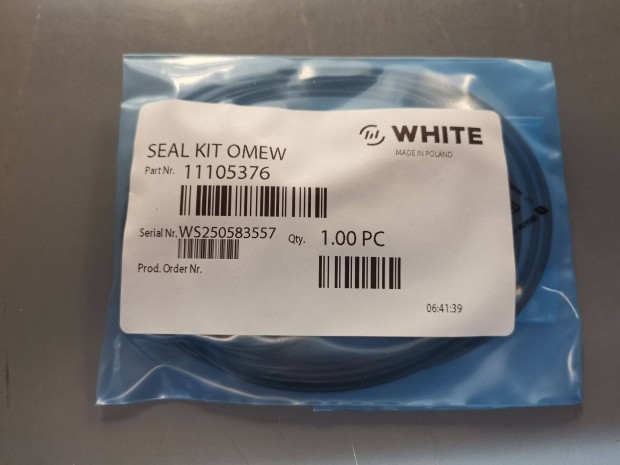 WHITE
MADE IN POLAND
SEAL KIT OMEW
Part Nr. 11105376
Serial Nr. WS250583557 Qty. 1.00 PC
Prod. Order Nr.
06:41:39